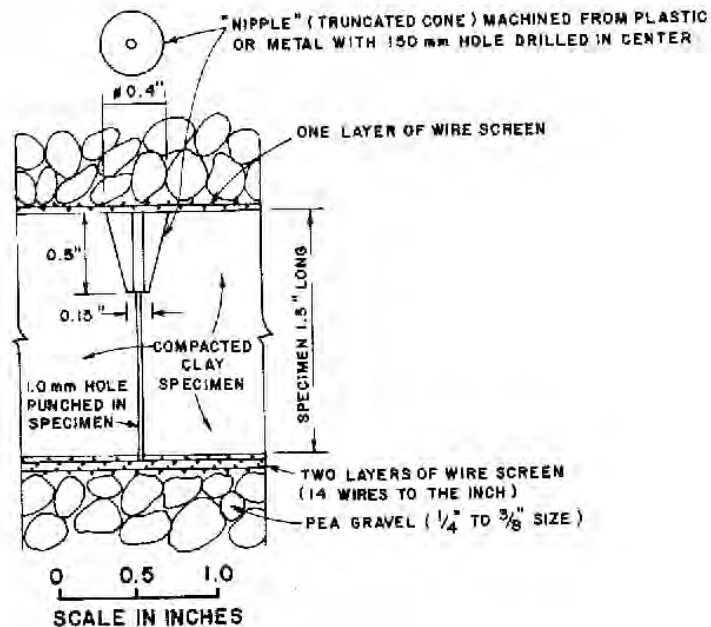 "NIPPLE" (TRUNCATED CONE) MACHINED FROM PLASTIC
OR METAL WITH 150 mm HOLE DRILLED IN CENTER
ø0.4"
ONE LAYER OF WIRE SCREEN
0.5"
0.15"
SPECIMEN 1.5" LONG
COMPACTED
CLAY
SPECIMEN
1.0 mm HOLE
PUNCHED IN
SPECIMEN
TWO LAYERS OF WIRE SCREEN
(14 WIRES TO THE INCH)
PEA GRAVEL (1/4" TO 3/8" SIZE)
0 0.5 1.0
SCALE IN INCHES